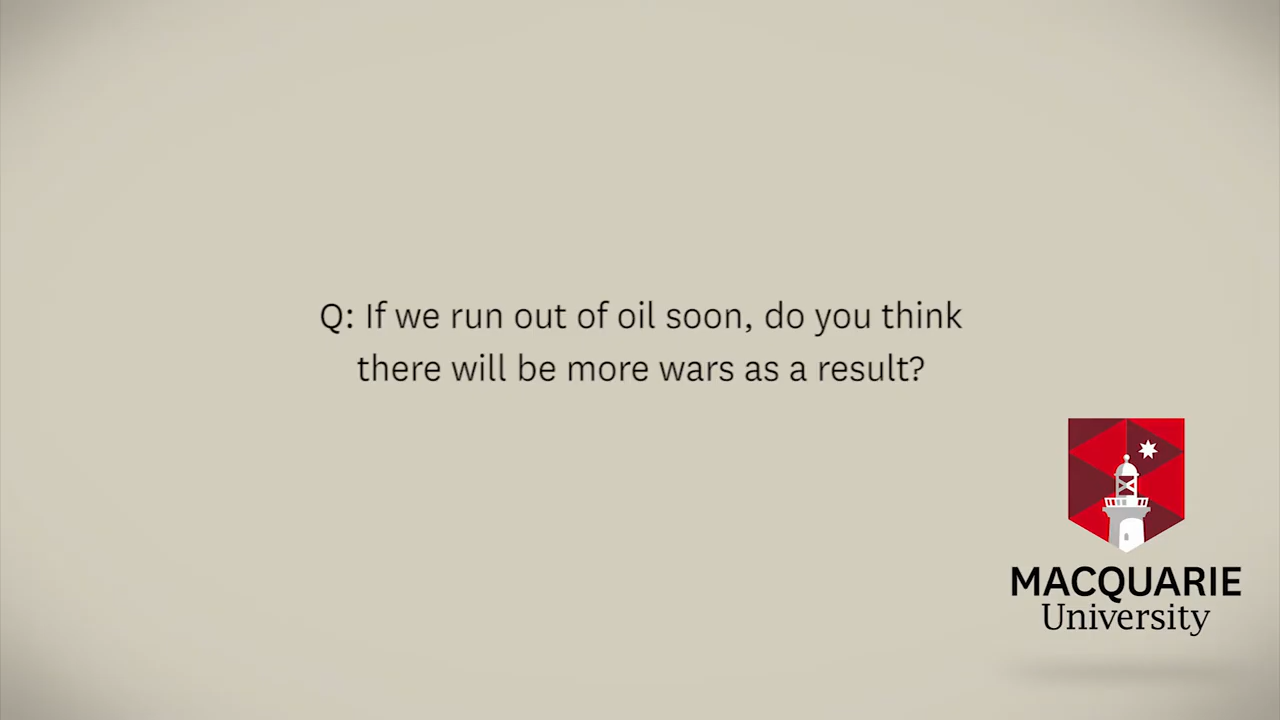 Q: If we run out of oil soon, do you think
there will be more wars as a result?
MACQUARIE
University